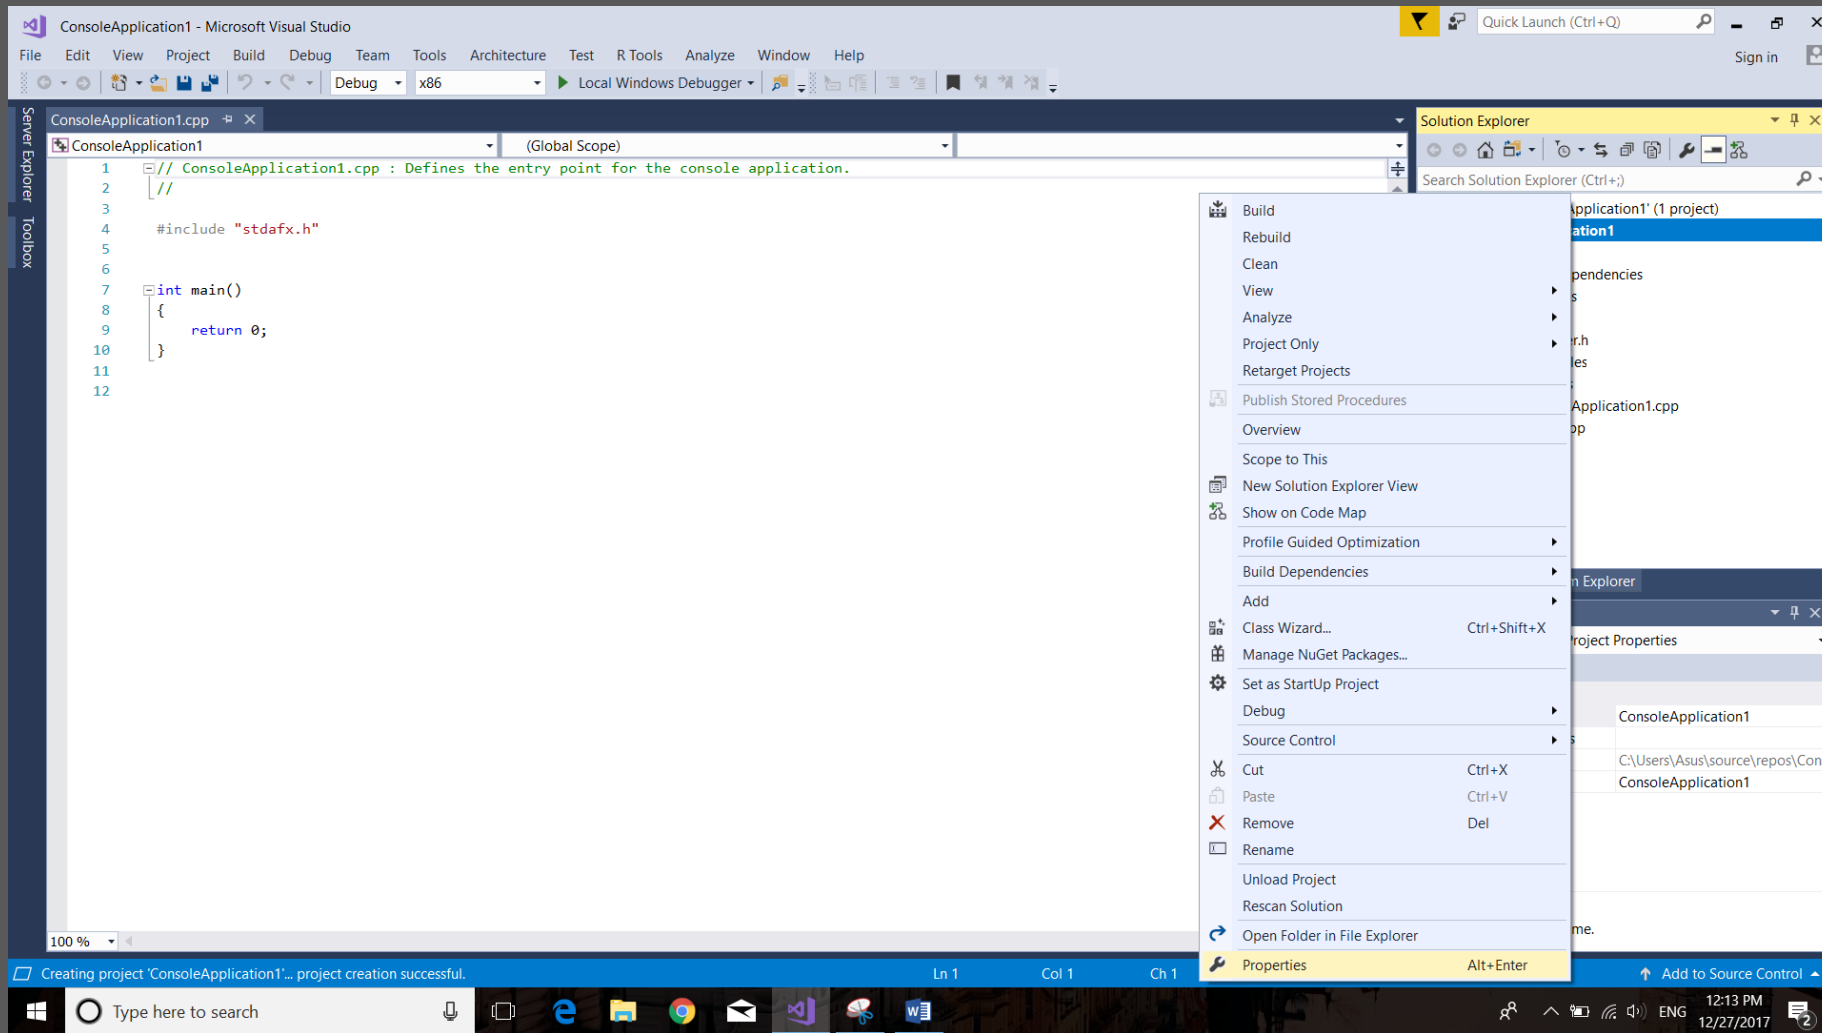 ConsoleApplication1 - Microsoft Visual Studio
Quick Launch (Ctrl+Q)
File Edit View Project Build Debug Team Tools Architecture Test R Tools Analyze Window Help
Sign in
Debug x86 Local Windows Debugger
Server Explorer
Toolbox
ConsoleApplication1.cpp
ConsoleApplication1 (Global Scope)
1 // ConsoleApplication1.cpp : Defines the entry point for the console application.
2 //
3
4 #include "stdafx.h"
5
6
7 int main()
8 {
9 return 0;
10 }
11
12
100 %
Build
Rebuild
Clean
View
Analyze
Project Only
Retarget Projects
Publish Stored Procedures
Overview
Scope to This
New Solution Explorer View
Show on Code Map
Profile Guided Optimization
Build Dependencies
Add
Class Wizard... Ctrl+Shift+X
Manage NuGet Packages...
Set as StartUp Project
Debug
Source Control
Cut Ctrl+X
Paste Ctrl+V
Remove Del
Rename
Unload Project
Rescan Solution
Open Folder in File Explorer
Properties Alt+Enter
Solution Explorer
Search Solution Explorer (Ctrl+;)
Application1' (1 project)
ation1
pendencies
s
r.h
les
s
Application1.cpp
pp
m Explorer
Project Properties
ConsoleApplication1
s
C:\Users\Asus\source\repos\Con
ConsoleApplication1
me.
Creating project 'ConsoleApplication1'... project creation successful. Ln 1 Col 1 Ch 1 Add to Source Control
Type here to search
ENG
12:13 PM
12/27/2017
2